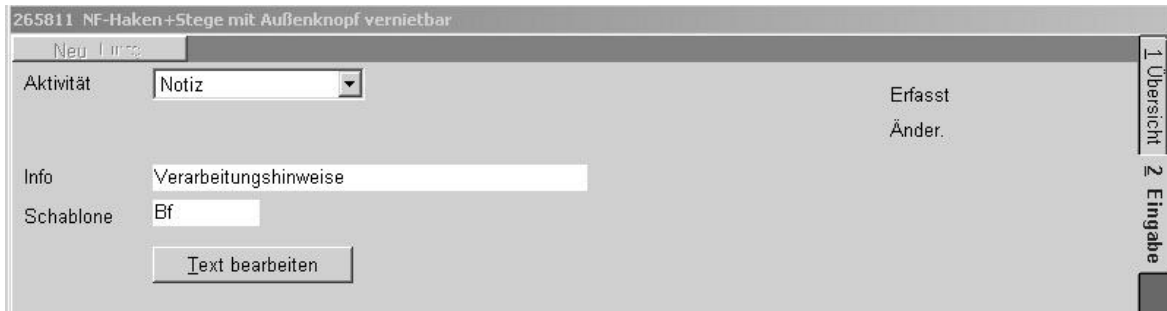 265811 NF-Haken+Stege mit Außenknopf vernietbar
Neu
Aktivität Notiz
Erfasst
Änder.
Info Verarbeitungshinweise
Schablone Bf
Text bearbeiten
1 Übersicht
2 Eingabe